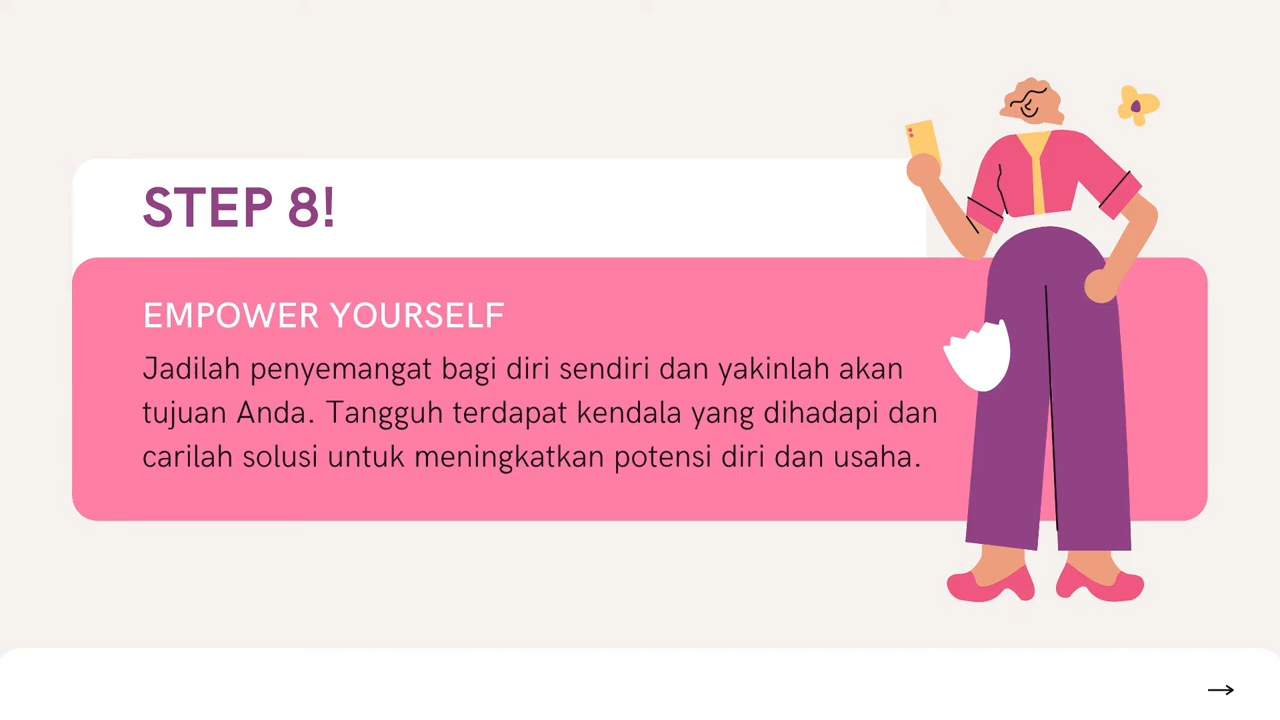 STEP 8!
EMPOWER YOURSELF
Jadilah penyemangat bagi diri sendiri dan yakinlah akan
tujuan Anda. Tangguh terdapat kendala yang dihadapi dan
carilah solusi untuk meningkatkan potensi diri dan usaha.